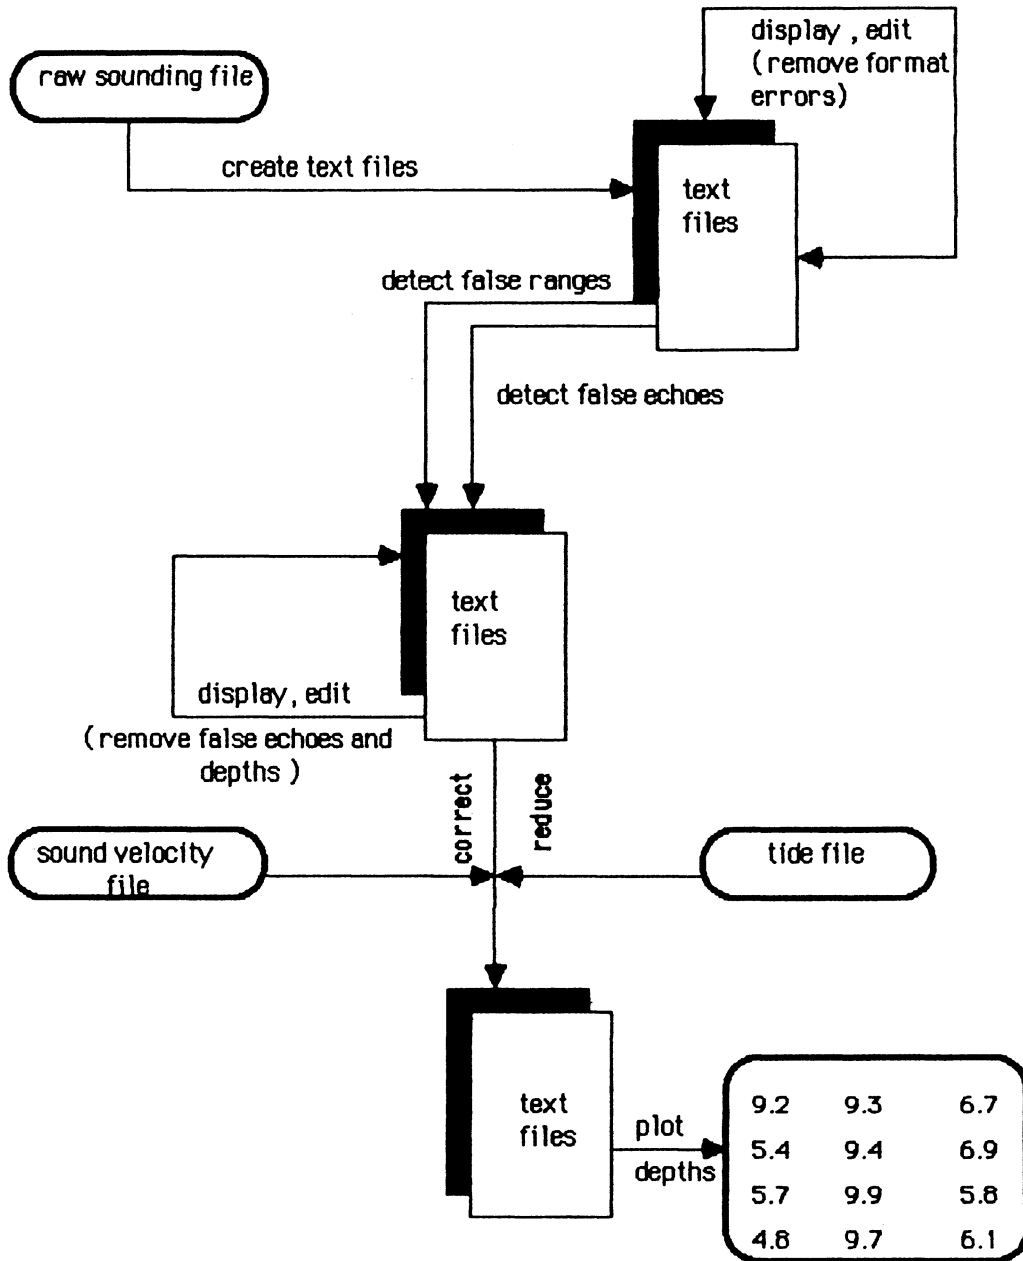 display , edit
(remove format
errors)
raw sounding file
create text files
text
files
detect false ranges
detect false echoes
text
files
display, edit
(remove false echoes and
depths )
correct
reduce
sound velocity
file
tide file
text
files
plot
depths
9.2 9.3 6.7
5.4 9.4 6.9
5.7 9.9 5.8
4.8 9.7 6.1